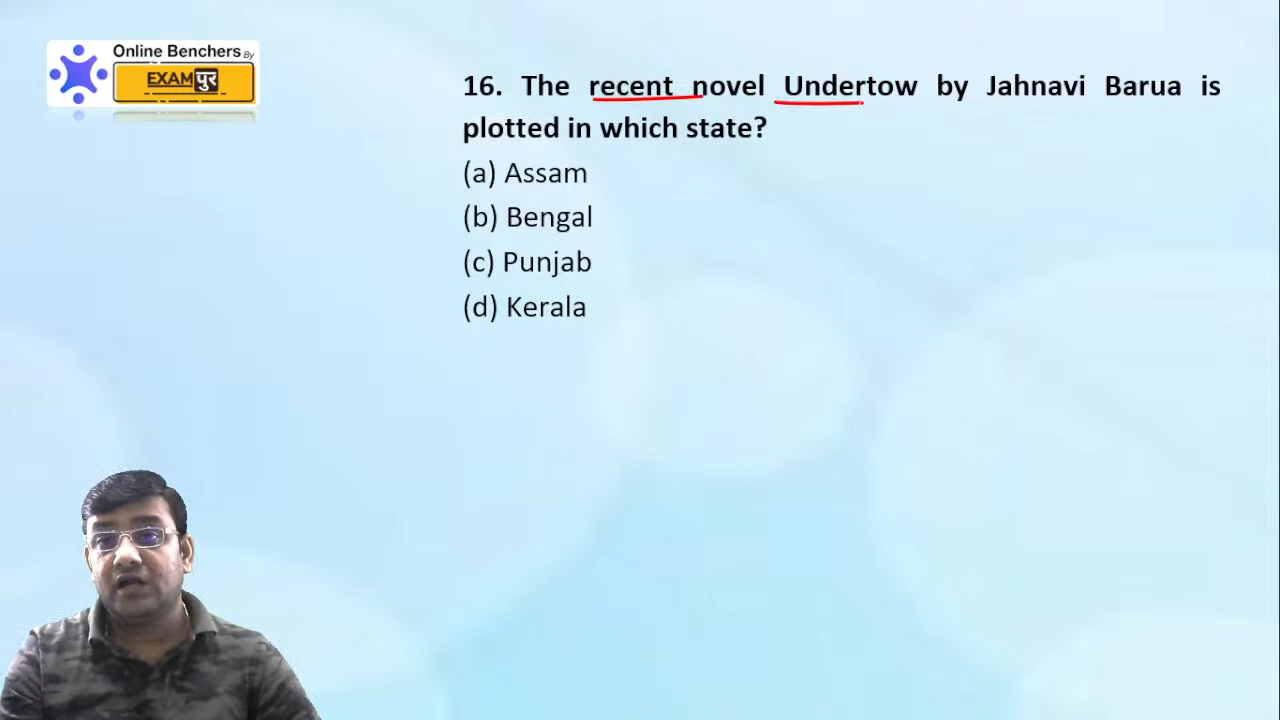 Online Benchers By
EXAMपुर
16. The recent novel Undertow by Jahnavi Barua is
plotted in which state?
(a) Assam
(b) Bengal
(c) Punjab
(d) Kerala